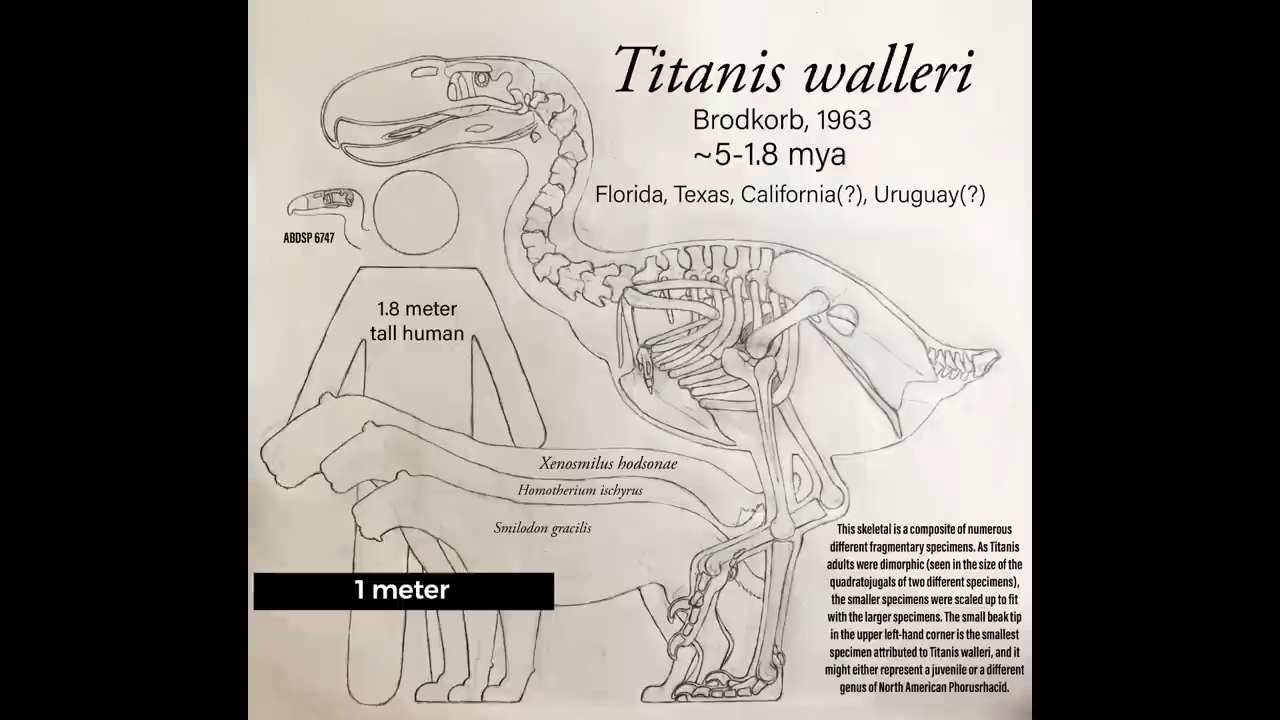 Titanis walleri
Brodkorb, 1963
~5-1.8 mya
Florida, Texas, California(?), Uruguay(?)
ABDSP 6747
1.8 meter
tall human
Xenosmilus hodsonae
Homotherium ischyrus
Smilodon gracilis
1 meter
This skeletal is a composite of numerous
different fragmentary specimens. As Titanis
adults were dimorphic (seen in the size of the
quadratojugals of two different specimens),
the smaller specimens were scaled up to fit
with the larger specimens. The small beak tip
in the upper left-hand corner is the smallest
specimen attributed to Titanis walleri, and it
might either represent a juvenile or a different
genus of North American Phorusrhacid.